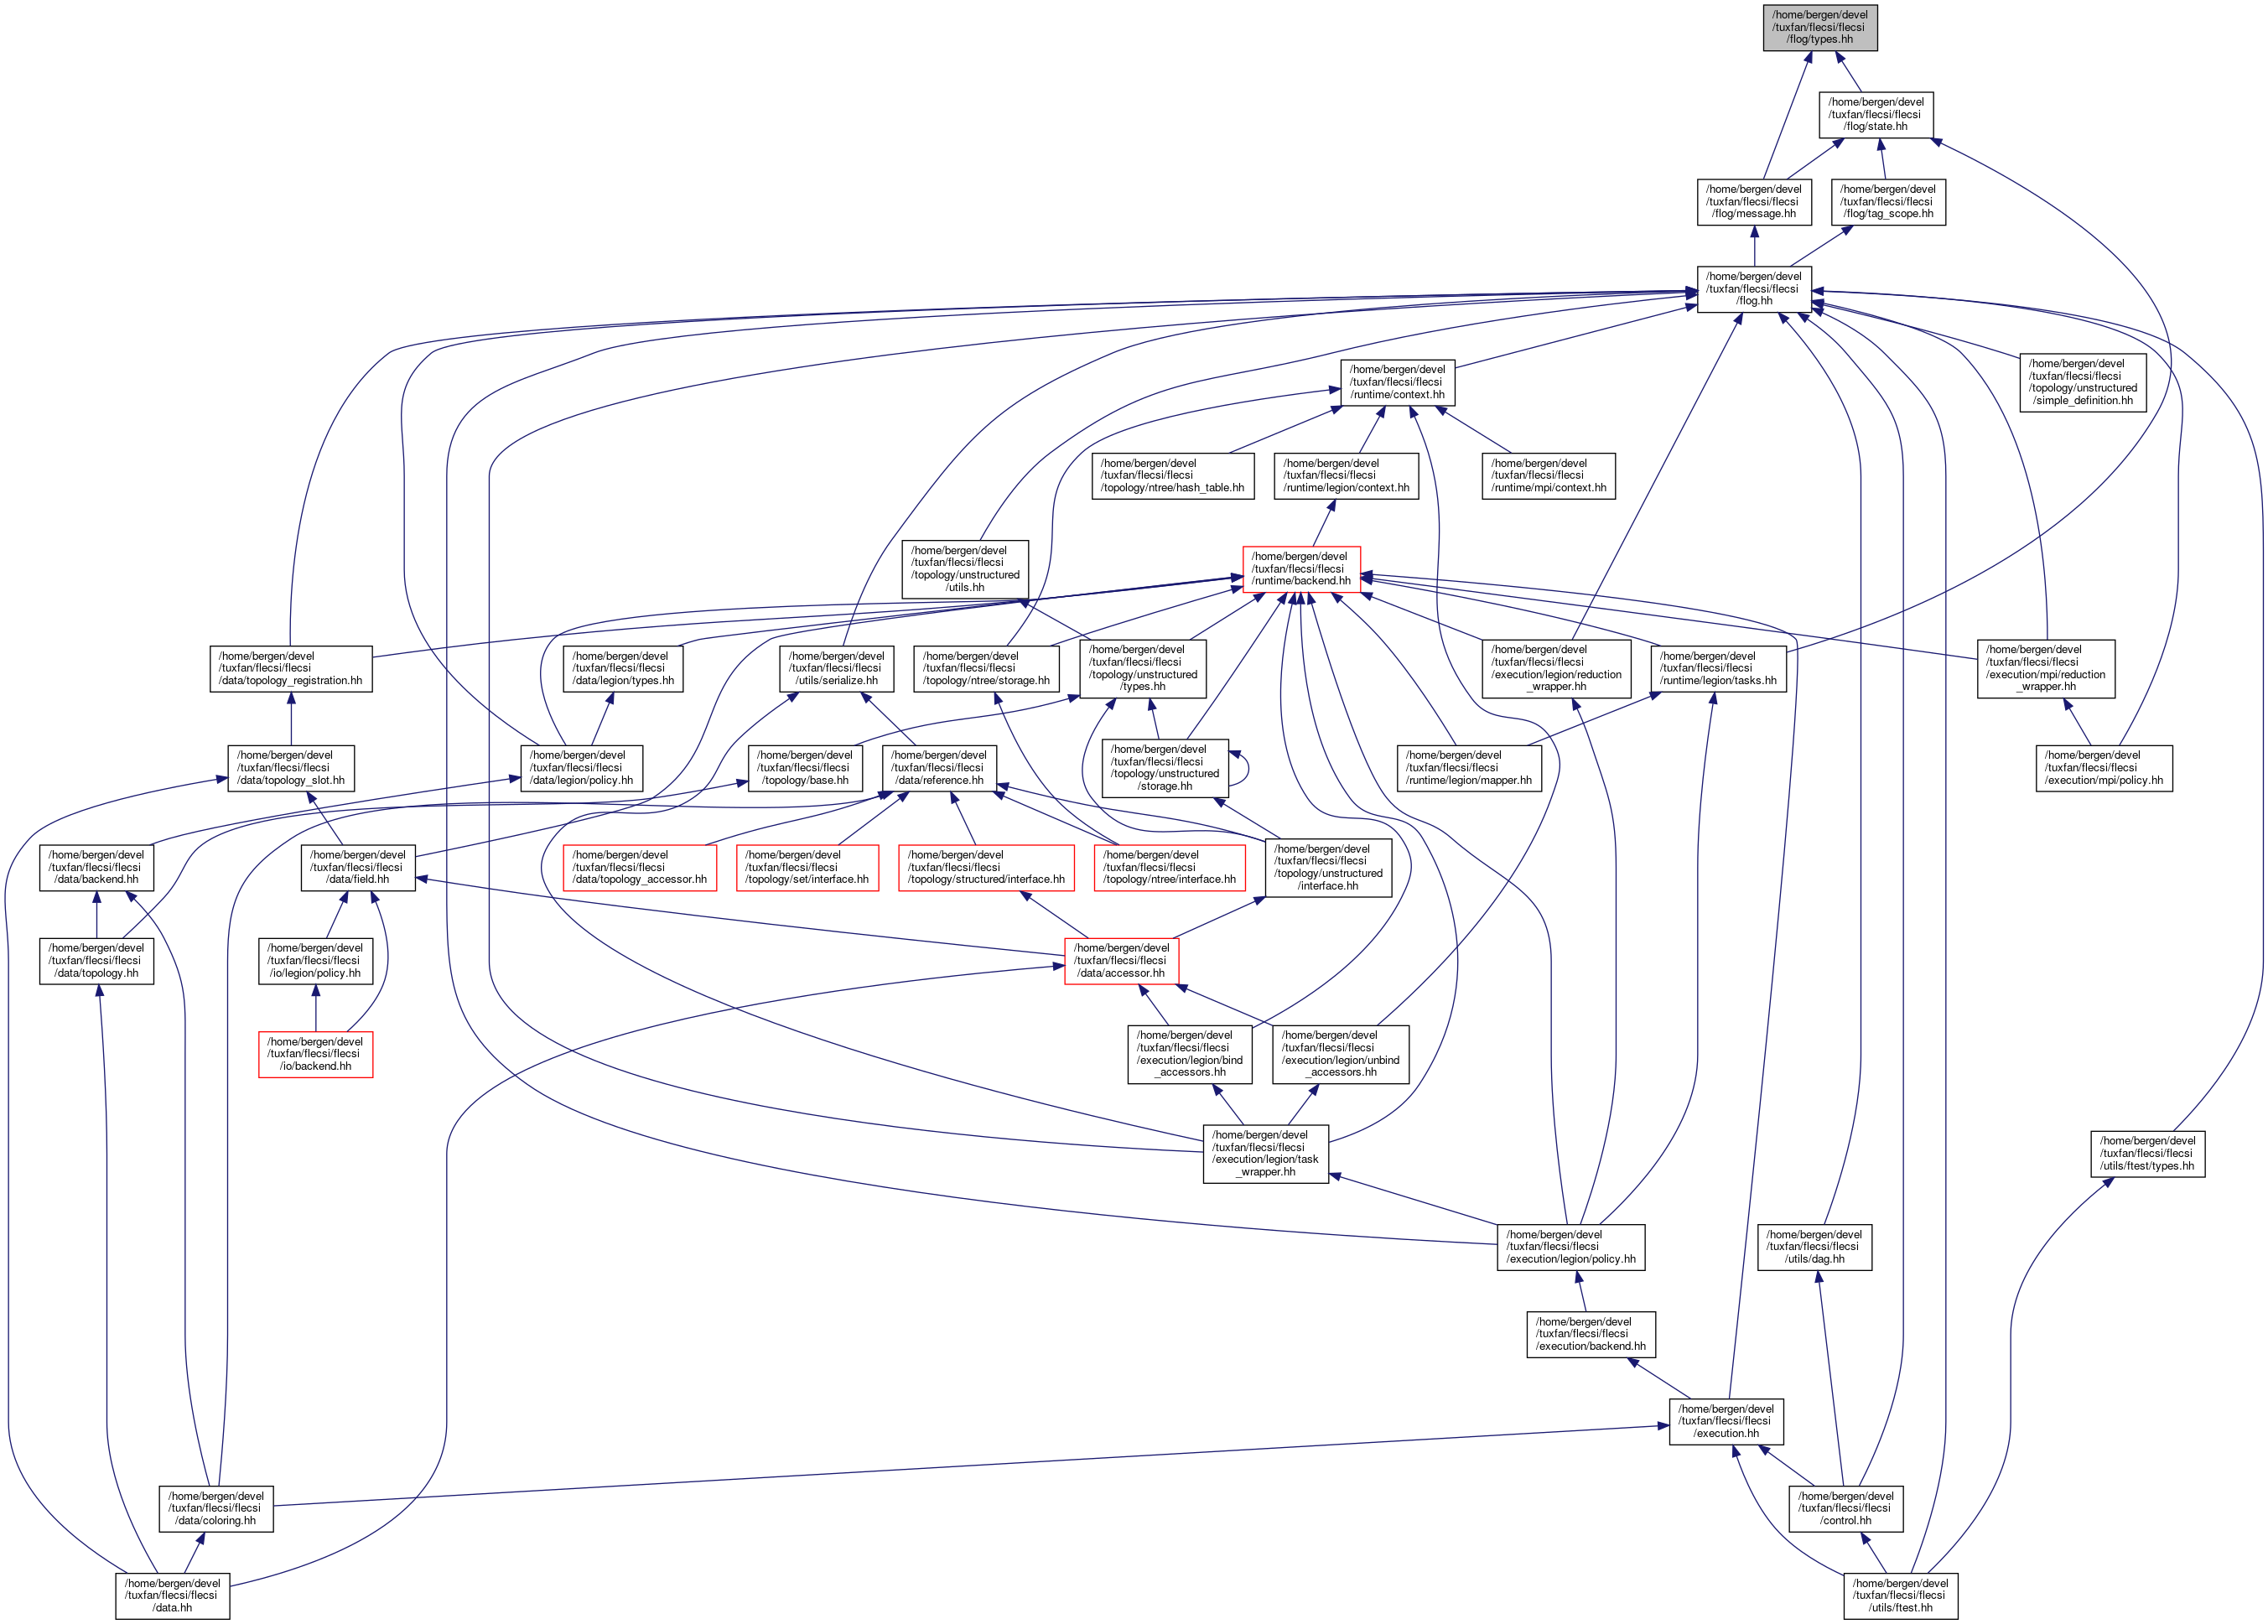 /home/bergen/devel
/tuxfan/flecsi/flecsi
/flog/types.hh
/home/bergen/devel
/tuxfan/flecsi/flecsi
/flog/state.hh
/home/bergen/devel
/tuxfan/flecsi/flecsi
/flog/message.hh
/home/bergen/devel
/tuxfan/flecsi/flecsi
/flog/tag_scope.hh
/home/bergen/devel
/tuxfan/flecsi/flecsi
/flog.hh
/home/bergen/devel
/tuxfan/flecsi/flecsi
/runtime/context.hh
/home/bergen/devel
/tuxfan/flecsi/flecsi
/topology/unstructured
/simple_definition.hh
/home/bergen/devel
/tuxfan/flecsi/flecsi
/topology/ntree/hash_table.hh
/home/bergen/devel
/tuxfan/flecsi/flecsi
/runtime/legion/context.hh
/home/bergen/devel
/tuxfan/flecsi/flecsi
/runtime/mpi/context.hh
/home/bergen/devel
/tuxfan/flecsi/flecsi
/topology/unstructured
/utils.hh
/home/bergen/devel
/tuxfan/flecsi/flecsi
/runtime/backend.hh
/home/bergen/devel
/tuxfan/flecsi/flecsi
/data/topology_registration.hh
/home/bergen/devel
/tuxfan/flecsi/flecsi
/data/legion/types.hh
/home/bergen/devel
/tuxfan/flecsi/flecsi
/utils/serialize.hh
/home/bergen/devel
/tuxfan/flecsi/flecsi
/topology/ntree/storage.hh
/home/bergen/devel
/tuxfan/flecsi/flecsi
/topology/unstructured
/types.hh
/home/bergen/devel
/tuxfan/flecsi/flecsi
/execution/legion/reduction
_wrapper.hh
/home/bergen/devel
/tuxfan/flecsi/flecsi
/runtime/legion/tasks.hh
/home/bergen/devel
/tuxfan/flecsi/flecsi
/execution/mpi/reduction
_wrapper.hh
/home/bergen/devel
/tuxfan/flecsi/flecsi
/data/topology_slot.hh
/home/bergen/devel
/tuxfan/flecsi/flecsi
/data/legion/policy.hh
/home/bergen/devel
/tuxfan/flecsi/flecsi
/topology/base.hh
/home/bergen/devel
/tuxfan/flecsi/flecsi
/data/reference.hh
/home/bergen/devel
/tuxfan/flecsi/flecsi
/topology/unstructured
/storage.hh
/home/bergen/devel
/tuxfan/flecsi/flecsi
/runtime/legion/mapper.hh
/home/bergen/devel
/tuxfan/flecsi/flecsi
/execution/mpi/policy.hh
/home/bergen/devel
/tuxfan/flecsi/flecsi
/data/backend.hh
/home/bergen/devel
/tuxfan/flecsi/flecsi
/data/field.hh
/home/bergen/devel
/tuxfan/flecsi/flecsi
/data/topology_accessor.hh
/home/bergen/devel
/tuxfan/flecsi/flecsi
/topology/set/interface.hh
/home/bergen/devel
/tuxfan/flecsi/flecsi
/topology/structured/interface.hh
/home/bergen/devel
/tuxfan/flecsi/flecsi
/topology/ntree/interface.hh
/home/bergen/devel
/tuxfan/flecsi/flecsi
/topology/unstructured
/interface.hh
/home/bergen/devel
/tuxfan/flecsi/flecsi
/data/topology.hh
/home/bergen/devel
/tuxfan/flecsi/flecsi
/io/legion/policy.hh
/home/bergen/devel
/tuxfan/flecsi/flecsi
/data/accessor.hh
/home/bergen/devel
/tuxfan/flecsi/flecsi
/io/backend.hh
/home/bergen/devel
/tuxfan/flecsi/flecsi
/execution/legion/bind
_accessors.hh
/home/bergen/devel
/tuxfan/flecsi/flecsi
/execution/legion/unbind
_accessors.hh
/home/bergen/devel
/tuxfan/flecsi/flecsi
/execution/legion/task
_wrapper.hh
/home/bergen/devel
/tuxfan/flecsi/flecsi
/utils/ftest/types.hh
/home/bergen/devel
/tuxfan/flecsi/flecsi
/execution/legion/policy.hh
/home/bergen/devel
/tuxfan/flecsi/flecsi
/utils/dag.hh
/home/bergen/devel
/tuxfan/flecsi/flecsi
/execution/backend.hh
/home/bergen/devel
/tuxfan/flecsi/flecsi
/execution.hh
/home/bergen/devel
/tuxfan/flecsi/flecsi
/data/coloring.hh
/home/bergen/devel
/tuxfan/flecsi/flecsi
/control.hh
/home/bergen/devel
/tuxfan/flecsi/flecsi
/data.hh
/home/bergen/devel
/tuxfan/flecsi/flecsi
/utils/ftest.hh